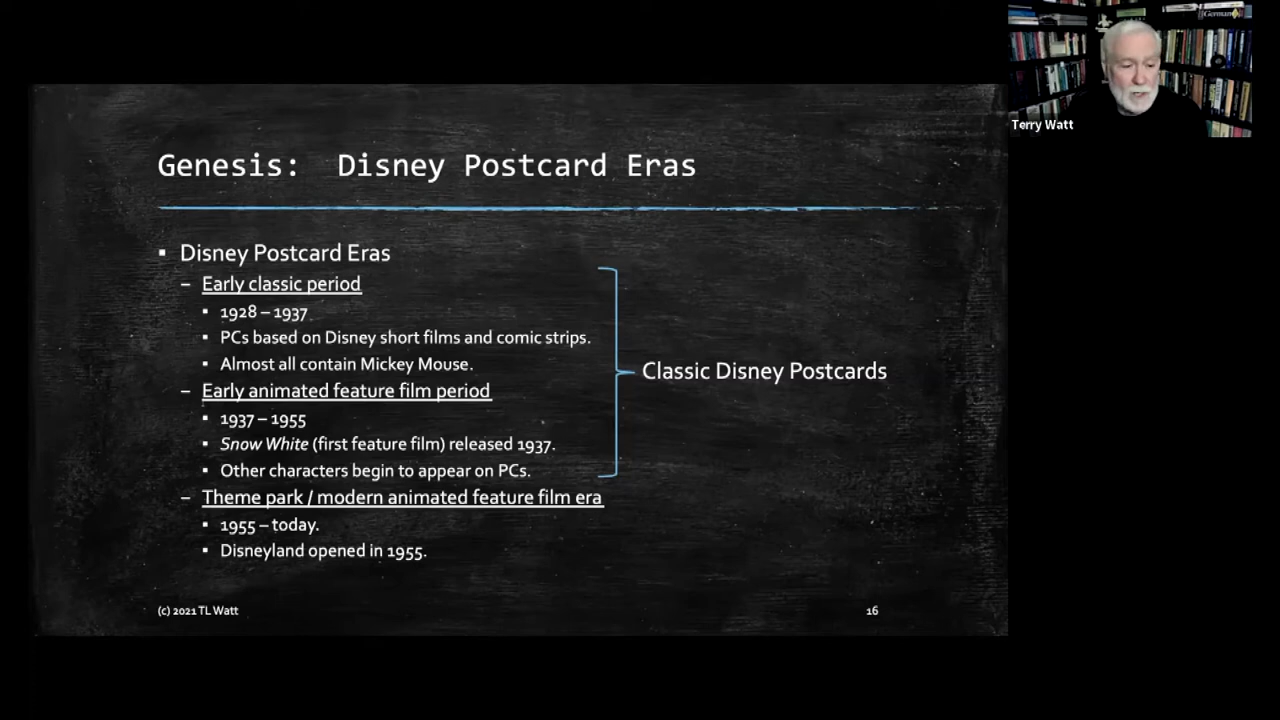 German
Terry Watt
Genesis:  Disney Postcard Eras
▪ Disney Postcard Eras
– Early classic period
▪ 1928 – 1937
▪ PCs based on Disney short films and comic strips.
▪ Almost all contain Mickey Mouse.
– Early animated feature film period
▪ 1937 – 1955
▪ Snow White (first feature film) released 1937.
▪ Other characters begin to appear on PCs.
– Theme park / modern animated feature film era
▪ 1955 – today.
▪ Disneyland opened in 1955.
Classic Disney Postcards
(c) 2021 TL Watt
16